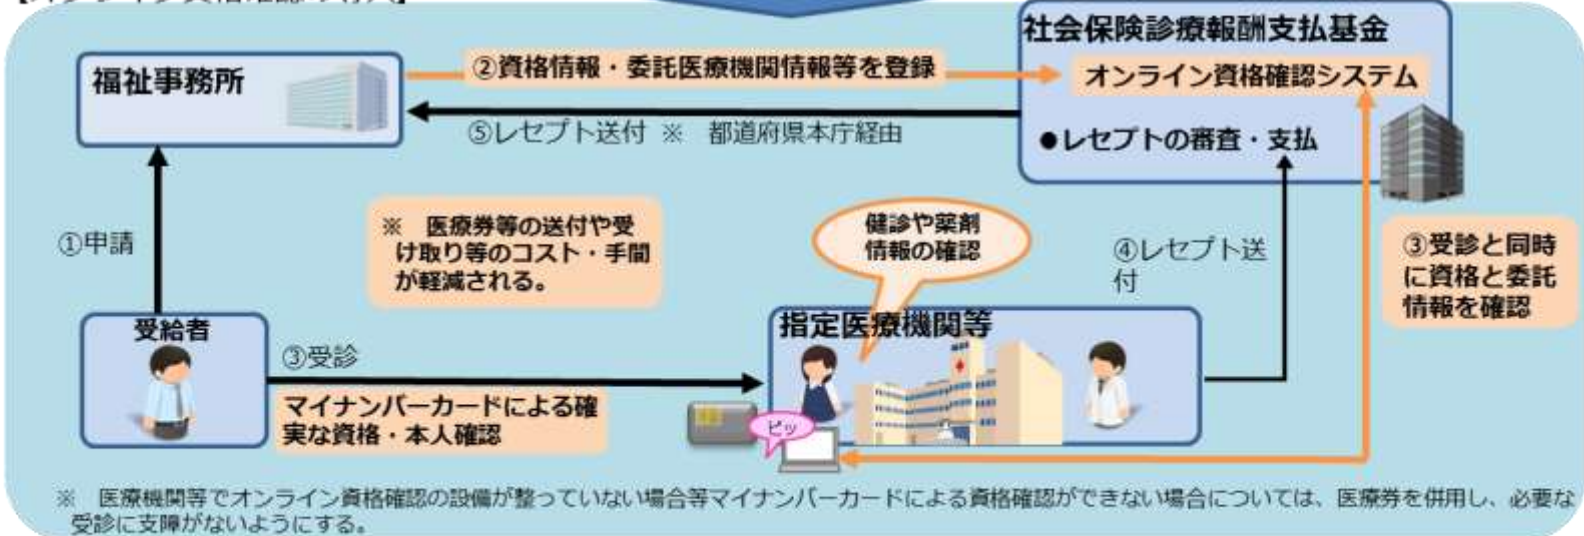 社会保険診療報酬支払基金
福祉事務所
②資格情報・委託医療機関情報等を登録
オンライン資格確認システム
⑤レセプト送付 ※ 都道府県本庁経由
●レセプトの審査・支払
①申請
※ 医療券等の送付や受
け取り等のコスト・手間
が軽減される。
健診や薬剤
情報の確認
④レセプト送
付
③受診と同時
に資格と委託
情報を確認
受給者
指定医療機関等
③受診
マイナンバーカードによる確
実な資格・本人確認
ピッ
※ 医療機関等でオンライン資格確認の設備が整っていない場合等マイナンバーカードによる資格確認ができない場合については、医療券を併用し、必要な
受診に支障がないようにする。